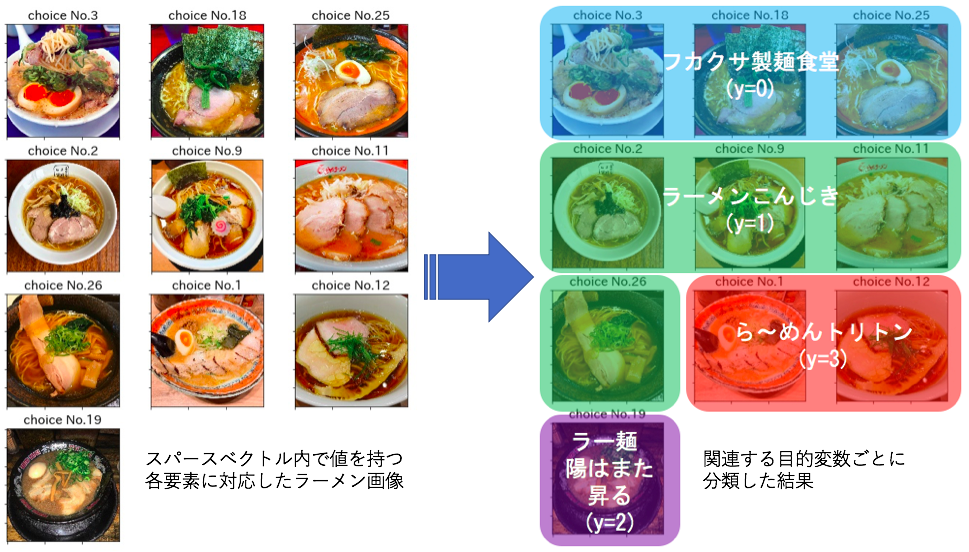 choice No.3
choice No.18
choice No.25
choice No.2
choice No.9
choice No.11
choice No.26
choice No.1
choice No.12
choice No.19
スパースベクトル内で値を持つ
各要素に対応したラーメン画像
choice No.3
choice No.18
choice No.25
フカクサ製麺食堂
(y=0)
choice No.2
choice No.9
choice No.11
ラーメンこんじき
(y=1)
choice No.26
choice No.1
choice No.12
ら～めんトリトン
(y=3)
choice No.19
ラー麺
陽はまた
昇る
(y=2)
関連する目的変数ごとに
分類した結果